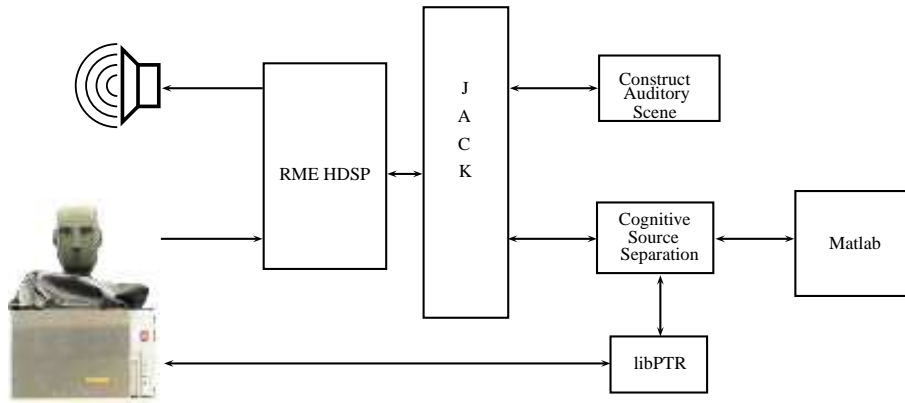 J
A
C
K
Construct
Auditory
Scene
RME HDSP
Cognitive
Source
Separation
Matlab
libPTR